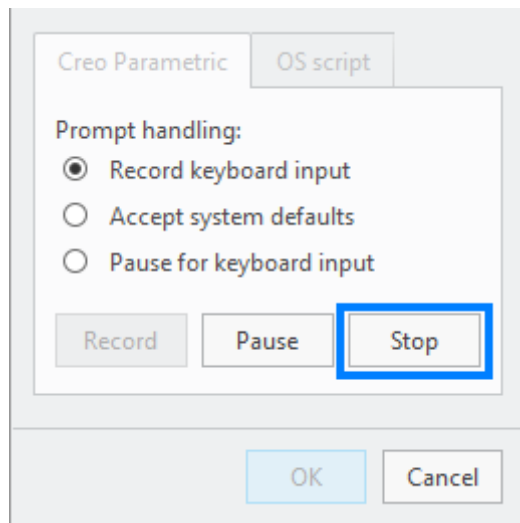 Creo Parametric OS script
Prompt handling:
Record keyboard input
Accept system defaults
Pause for keyboard input
Record Pause Stop
OK Cancel